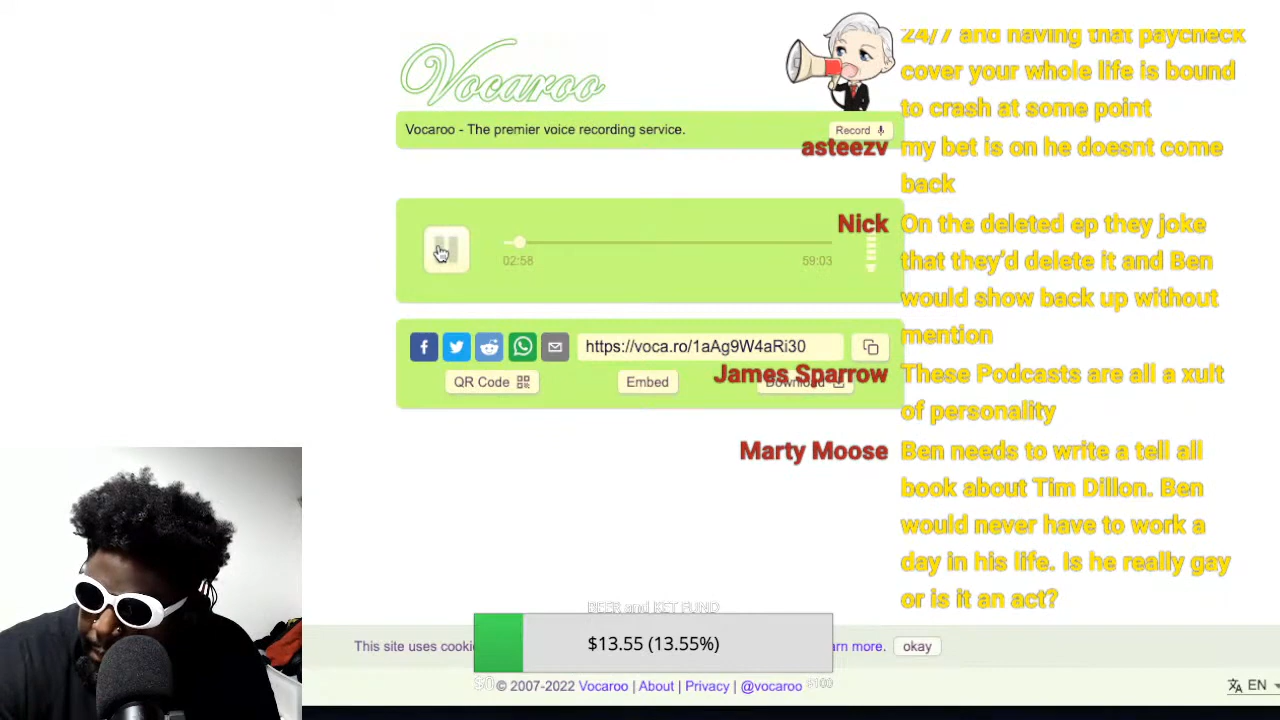 Vocaroo
Vocaroo - The premier voice recording service.
Record
02:58
59:03
https://voca.ro/1aAg9W4aRi30
QR Code
Embed
24/7 and having that paycheck
cover your whole life is bound
to crash at some point
asteezv my bet is on he doesnt come
back
Nick On the deleted ep they joke
that they'd delete it and Ben
would show back up without
mention
James Sparrow These Podcasts are all a xult
of personality
Marty Moose Ben needs to write a tell all
book about Tim Dillon. Ben
would never have to work a
day in his life. Is he really gay
or is it an act?
BEER and KET FUND
$13.55 (13.55%)
$0
$100
This site uses
okay
© 2007-2022 Vocaroo | About | Privacy | @vocaroo
EN